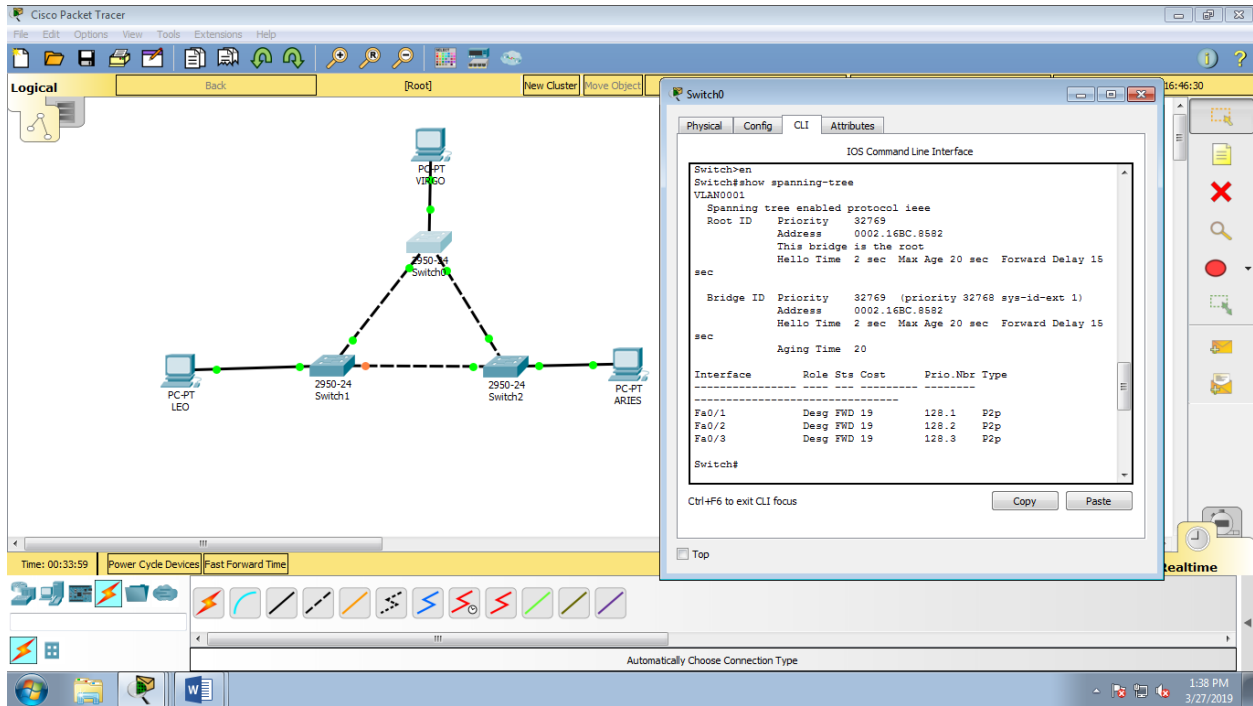 Cisco Packet Tracer
File Edit Options View Tools Extensions Help
Logical
Back
[Root]
New Cluster
Move Object
16:46:30
PC-PT
VIRGO
2950-24
Switch0
PC-PT
LEO
2950-24
Switch1
2950-24
Switch2
PC-PT
ARIES
Switch0
Physical Config CLI Attributes
IOS Command Line Interface
Switch>en
Switch#show spanning-tree
VLAN0001
Spanning tree enabled protocol ieee
Root ID Priority 32769
Address 0002.16BC.8582
This bridge is the root
Hello Time 2 sec Max Age 20 sec Forward Delay 15
sec
Bridge ID Priority 32769 (priority 32768 sys-id-ext 1)
Address 0002.16BC.8582
Hello Time 2 sec Max Age 20 sec Forward Delay 15
sec
Aging Time 20
Interface Role Sts Cost Prio.Nbr Type
---------------- ---- --- --------- --------
--------------------------------
Fa0/1 Desg FWD 19 128.1 P2p
Fa0/2 Desg FWD 19 128.2 P2p
Fa0/3 Desg FWD 19 128.3 P2p
Switch#
Ctrl+F6 to exit CLI focus
Copy
Paste
Top
Time: 00:33:59
Power Cycle Devices
Fast Forward Time
Realtime
Automatically Choose Connection Type
1:38 PM
3/27/2019